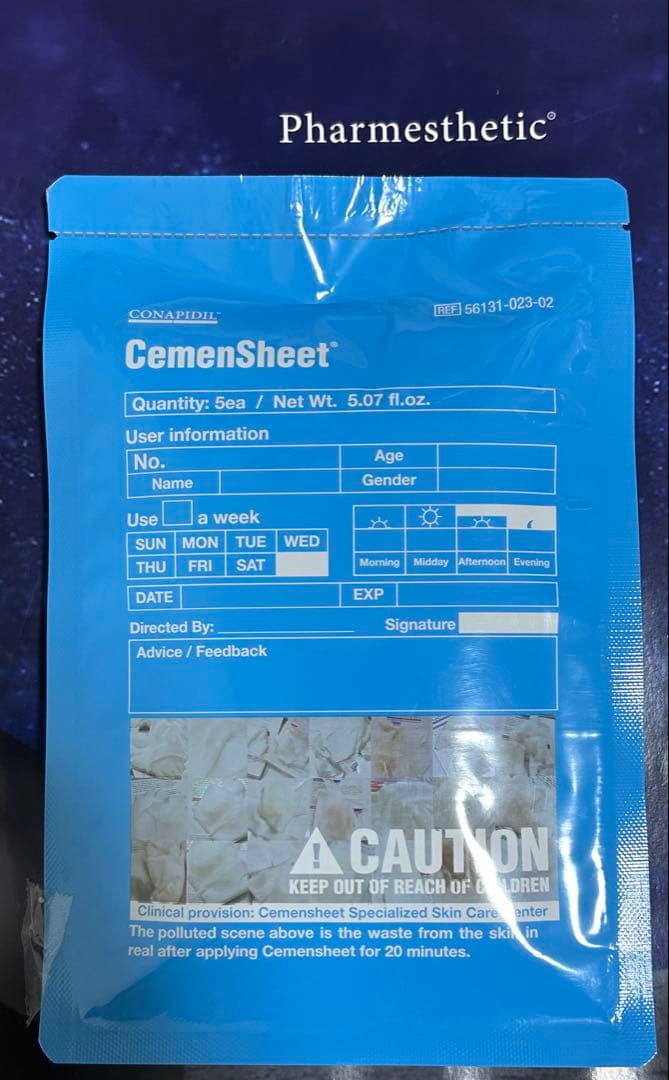 Pharmesthetic®
CONAPIDIL™
REF 56131-023-02
CemenSheet®
Quantity: 5ea / Net Wt. 5.07 fl.oz.
User information
No. Age
Name Gender
Use a week
SUN MON TUE WED
THU FRI SAT
Morning Midday Afternoon Evening
DATE EXP
Directed By: Signature
Advice / Feedback
CAUTION
KEEP OUT OF REACH OF CHILDREN
Clinical provision: Cemensheet Specialized Skin Care Center
The polluted scene above is the waste from the skin in
real after applying Cemensheet for 20 minutes.